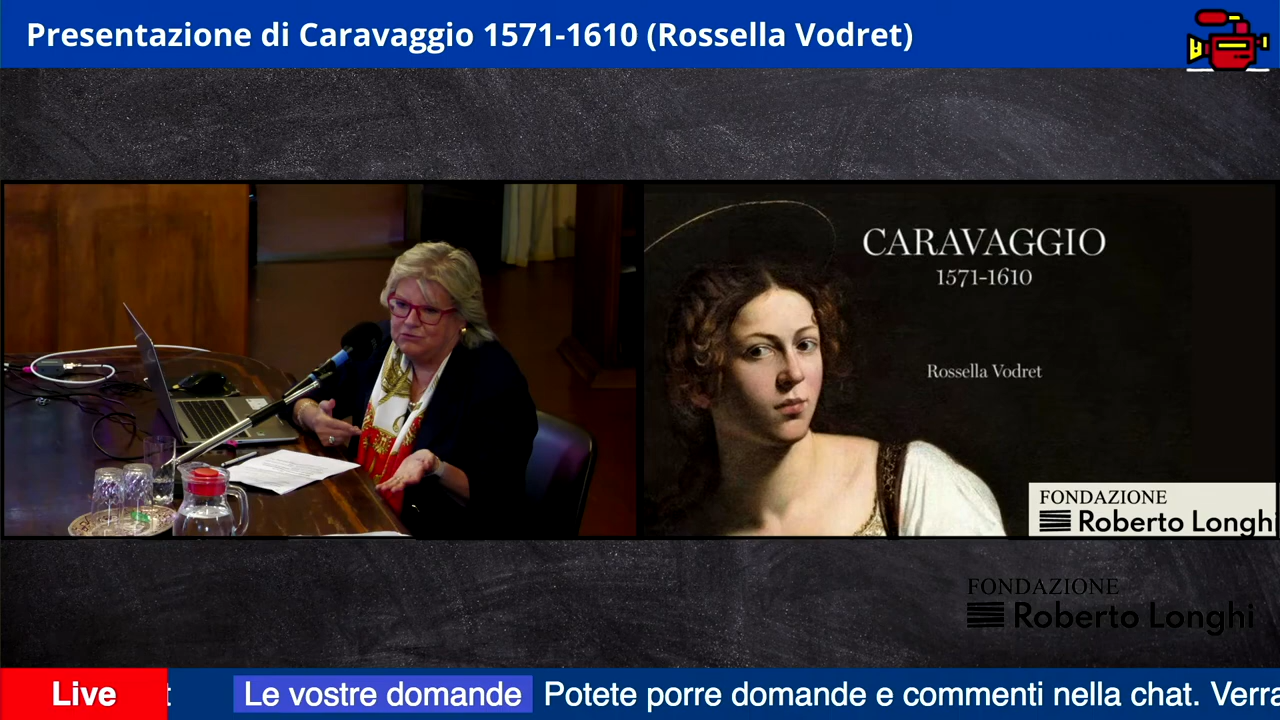 Presentazione di Caravaggio 1571-1610 (Rossella Vodret)
CARAVAGGIO
1571-1610
Rossella Vodret
FONDAZIONE
Roberto Longhi
FONDAZIONE
Roberto Longhi
Live
Le vostre domande Potete porre domande e commenti nella chat.